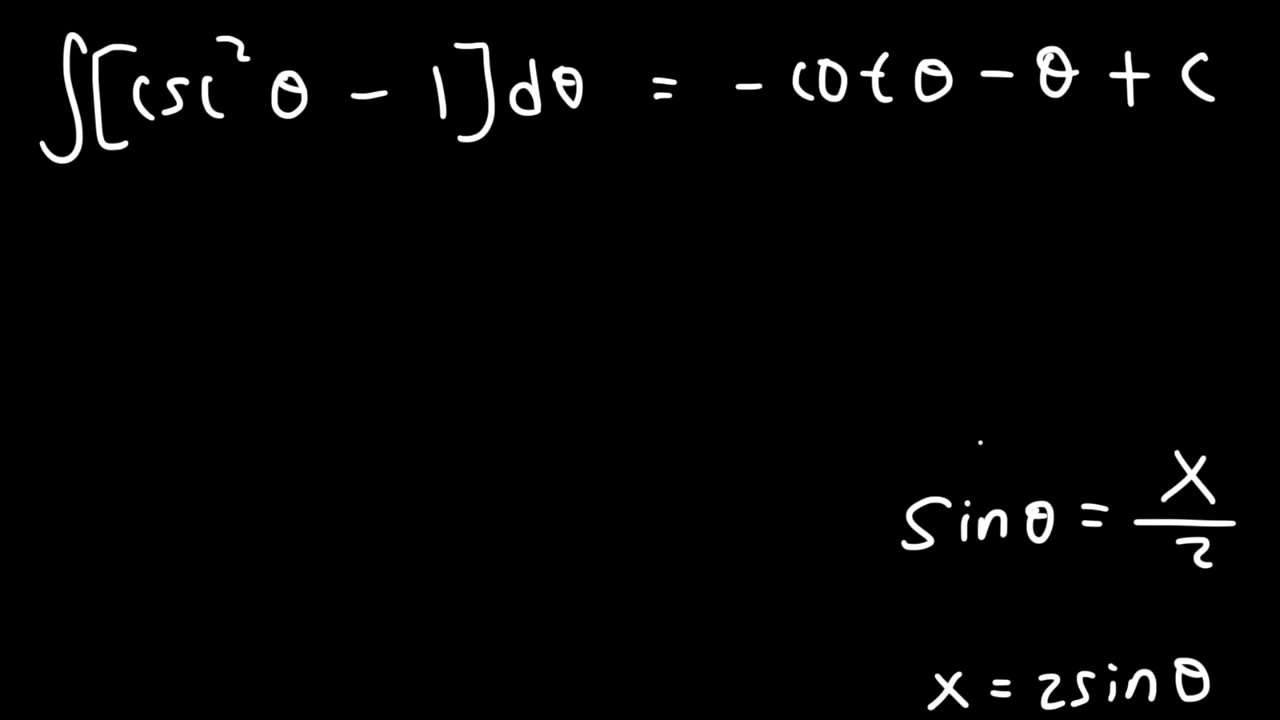 ∫[csc²θ - 1]dθ = -cotθ - θ + C
sinθ = x/2
x = 2sinθ